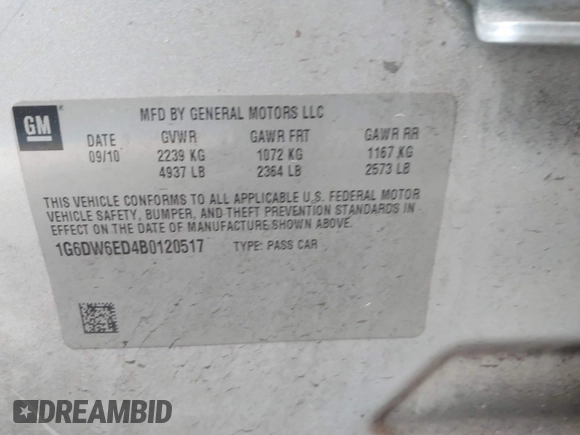 GM
MFD BY GENERAL MOTORS LLC
DATE GVWR GAWR FRT GAWR RR
09/10 2239 KG 1072 KG 1167 KG
4937 LB 2364 LB 2573 LB
THIS VEHICLE CONFORMS TO ALL APPLICABLE U.S. FEDERAL MOTOR
VEHICLE SAFETY, BUMPER, AND THEFT PREVENTION STANDARDS IN
EFFECT ON THE DATE OF MANUFACTURE SHOWN ABOVE.
1G6DW6ED4B0120517 TYPE: PASS CAR
DREAMBID